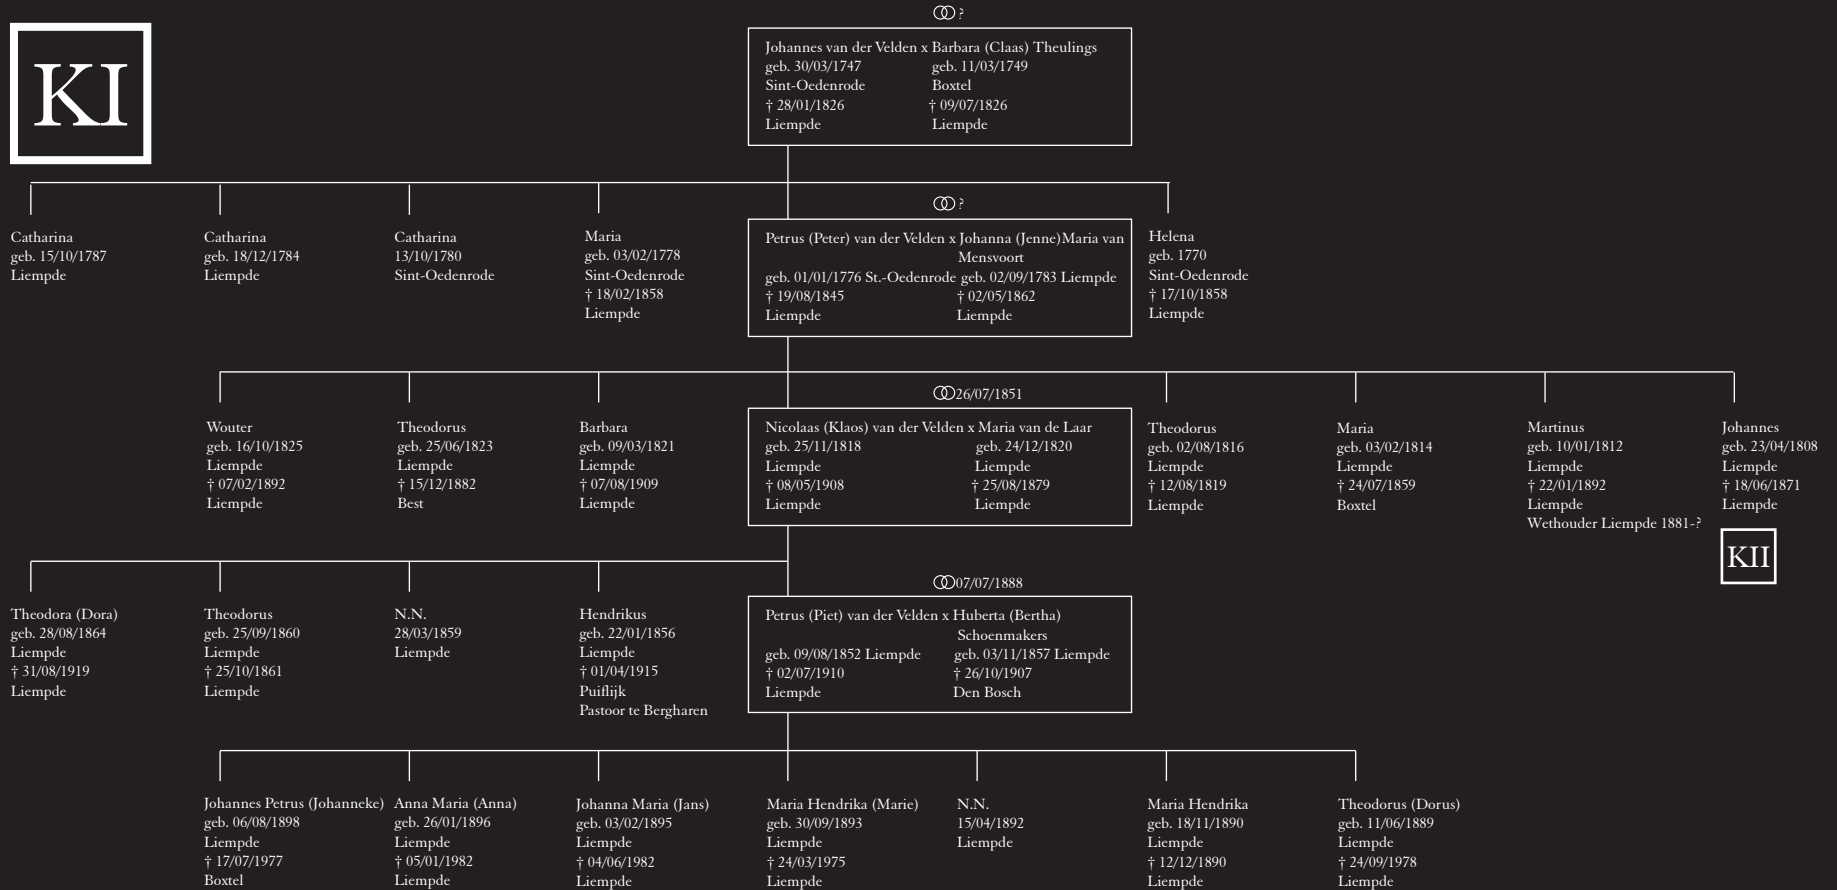 KI
?
Johannes van der Velden x Barbara (Claas) Theulings
geb. 30/03/1747 geb. 11/03/1749
Sint-Oedenrode Boxtel
† 28/01/1826 † 09/07/1826
Liempde Liempde
Catharina
geb. 15/10/1787
Liempde
Catharina
geb. 18/12/1784
Liempde
Catharina
13/10/1780
Sint-Oedenrode
Maria
geb. 03/02/1778
Sint-Oedenrode
† 18/02/1858
Liempde
?
Petrus (Peter) van der Velden x Johanna (Jenne)Maria van
Mensvoort
geb. 01/01/1776 St.-Oedenrode geb. 02/09/1783 Liempde
† 19/08/1845 † 02/05/1862
Liempde Liempde
Helena
geb. 1770
Sint-Oedenrode
† 17/10/1858
Liempde
Wouter
geb. 16/10/1825
Liempde
† 07/02/1892
Liempde
Theodorus
geb. 25/06/1823
Liempde
† 15/12/1882
Best
Barbara
geb. 09/03/1821
Liempde
† 07/08/1909
Liempde
26/07/1851
Nicolaas (Klaos) van der Velden x Maria van de Laar
geb. 25/11/1818 geb. 24/12/1820
Liempde Liempde
† 08/05/1908 † 25/08/1879
Liempde Liempde
Theodorus
geb. 02/08/1816
Liempde
† 12/08/1819
Liempde
Maria
geb. 03/02/1814
Liempde
† 24/07/1859
Boxtel
Martinus
geb. 10/01/1812
Liempde
† 22/01/1892
Liempde
Wethouder Liempde 1881-?
Johannes
geb. 23/04/1808
Liempde
† 18/06/1871
Liempde
KII
Theodora (Dora)
geb. 28/08/1864
Liempde
† 31/08/1919
Liempde
Theodorus
geb. 25/09/1860
Liempde
† 25/10/1861
Liempde
N.N.
28/03/1859
Liempde
Hendrikus
geb. 22/01/1856
Liempde
† 01/04/1915
Puiflijk
Pastoor te Bergharen
07/07/1888
Petrus (Piet) van der Velden x Huberta (Bertha)
Schoenmakers
geb. 09/08/1852 Liempde geb. 03/11/1857 Liempde
† 02/07/1910 † 26/10/1907
Liempde Den Bosch
Johannes Petrus (Johanneke)
geb. 06/08/1898
Liempde
† 17/07/1977
Boxtel
Anna Maria (Anna)
geb. 26/01/1896
Liempde
† 05/01/1982
Liempde
Johanna Maria (Jans)
geb. 03/02/1895
Liempde
† 04/06/1982
Liempde
Maria Hendrika (Marie)
geb. 30/09/1893
Liempde
† 24/03/1975
Liempde
N.N.
15/04/1892
Liempde
Maria Hendrika
geb. 18/11/1890
Liempde
† 12/12/1890
Liempde
Theodorus (Dorus)
geb. 11/06/1889
Liempde
† 24/09/1978
Liempde